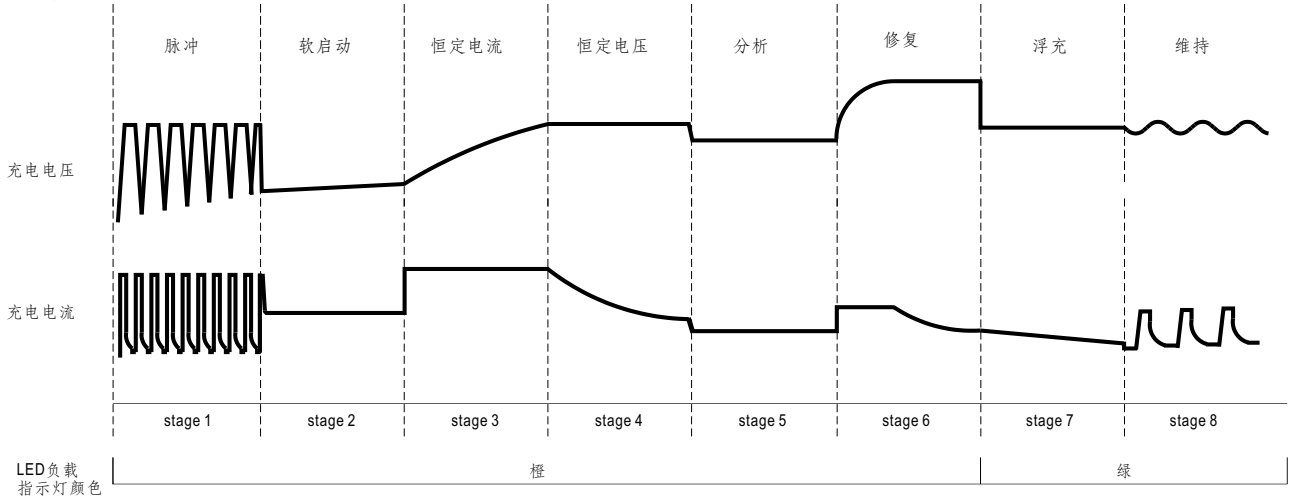 脉冲
软启动
恒定电流
恒定电压
分析
修复
浮充
维持
充电电压
充电电流
stage 1
stage 2
stage 3
stage 4
stage 5
stage 6
stage 7
stage 8
LED负载
指示灯颜色
橙
绿